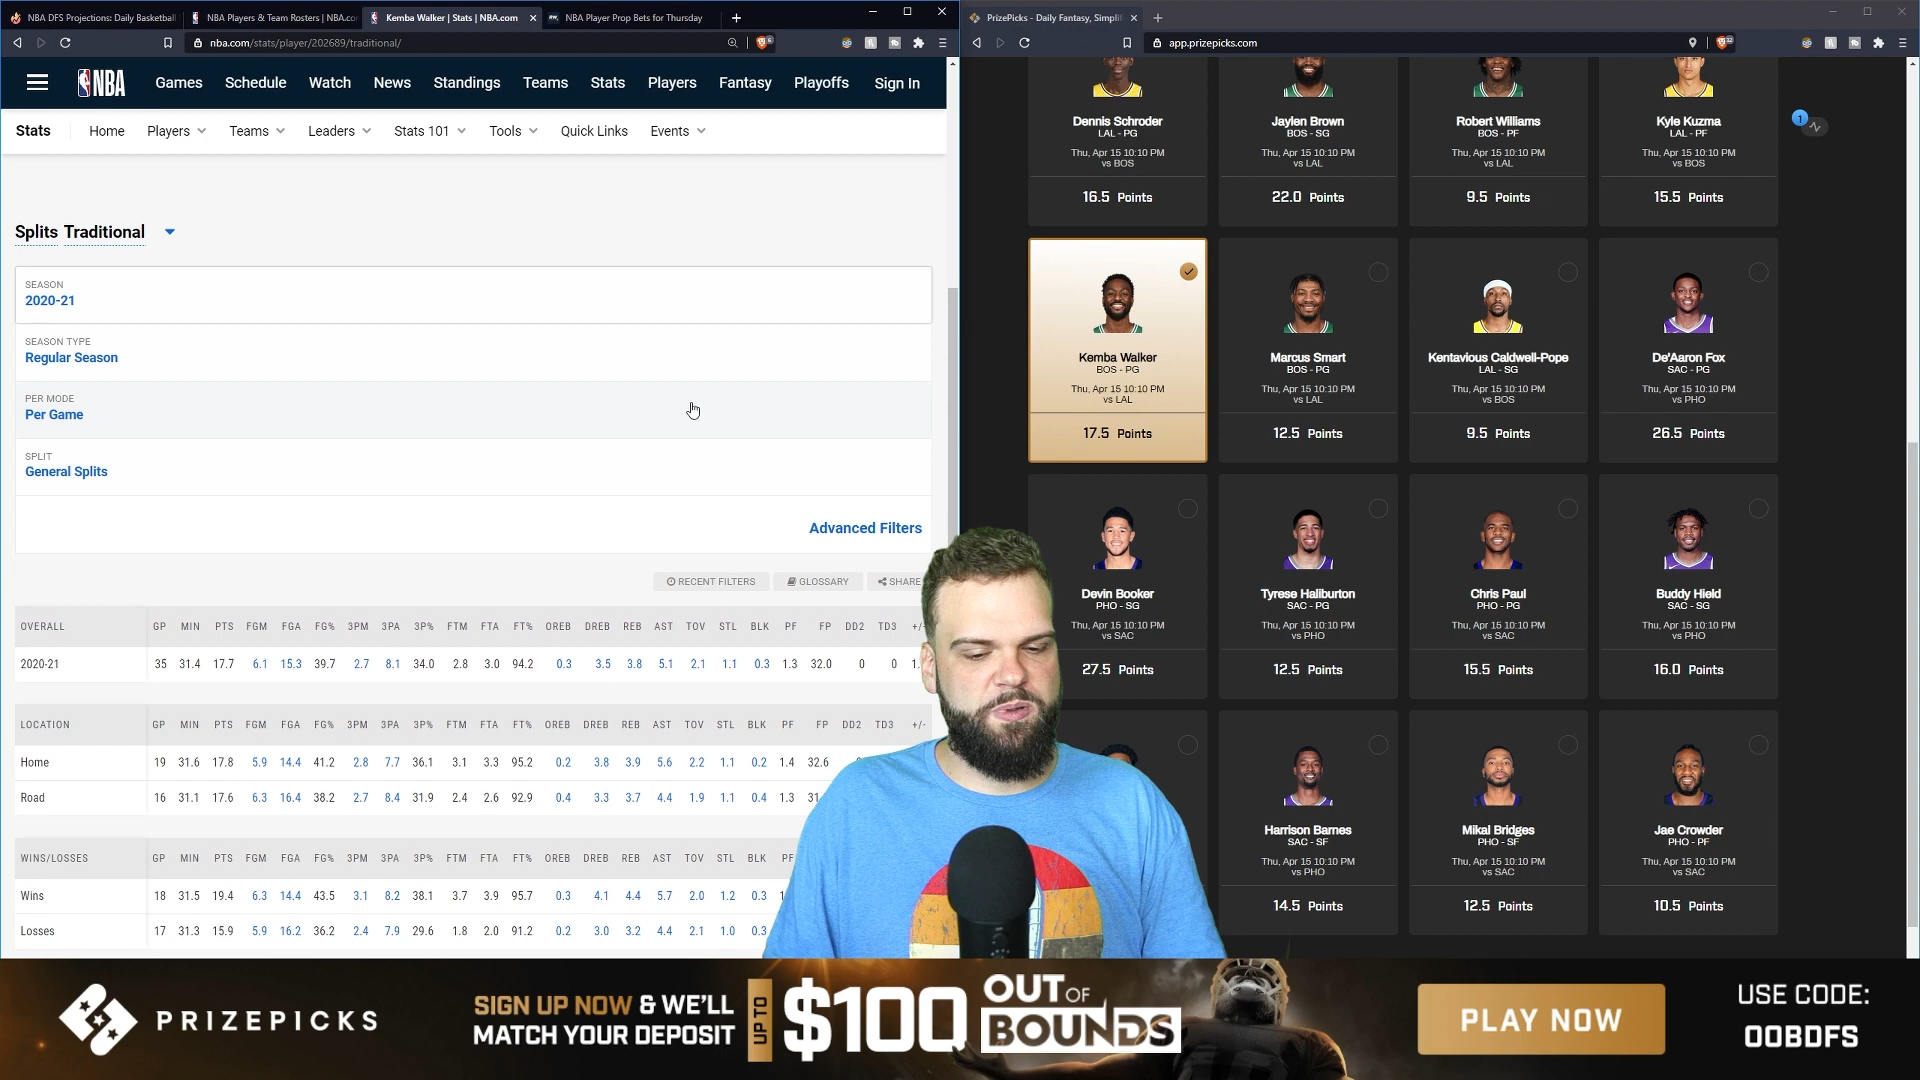 NBA DFS Projections: Daily Basketball
NBA Players & Team Rosters | NBA.co
Kemba Walker | Stats | NBA.com
NBA Player Prop Bets for Thursday
nba.com/stats/player/202689/traditional/
NBA Games Schedule Watch News Standings Teams Stats Players Fantasy Playoffs Sign In
Stats Home Players Teams Leaders Stats 101 Tools Quick Links Events
Splits Traditional
SEASON
2020-21
SEASON TYPE
Regular Season
PER MODE
Per Game
SPLIT
General Splits
Advanced Filters
RECENT FILTERS GLOSSARY SHARE
OVERALL GP MIN PTS FGM FGA FG% 3PM 3PA 3P% FTM FTA FT% OREB DREB REB AST TOV STL BLK PF FP DD2 TD3 +/-
2020-21 35 31.4 17.7 6.1 15.3 39.7 2.7 8.1 34.0 2.8 3.0 94.2 0.3 3.5 3.8 5.1 2.1 1.1 0.3 1.3 32.0 0 0 1.
LOCATION GP MIN PTS FGM FGA FG% 3PM 3PA 3P% FTM FTA FT% OREB DREB REB AST TOV STL BLK PF FP DD2 TD3 +/-
Home 19 31.6 17.8 5.9 14.4 41.2 2.8 7.7 36.1 3.1 3.3 95.2 0.2 3.8 3.9 5.6 2.2 1.1 0.2 1.4 32.6
Road 16 31.1 17.6 6.3 16.4 38.2 2.7 8.4 31.9 2.4 2.6 92.9 0.4 3.3 3.7 4.4 1.9 1.1 0.4 1.3 31
WINS/LOSSES GP MIN PTS FGM FGA FG% 3PM 3PA 3P% FTM FTA FT% OREB DREB REB AST TOV STL BLK PF
Wins 18 31.5 19.4 6.3 14.4 43.5 3.1 8.2 38.1 3.7 3.9 95.7 0.3 4.1 4.4 5.7 2.0 1.2 0.3
Losses 17 31.3 15.9 5.9 16.2 36.2 2.4 7.9 29.6 1.8 2.0 91.2 0.2 3.0 3.2 4.4 2.1 1.0 0.3
PrizePicks - Daily Fantasy, Simpli
app.prizepicks.com
1
Dennis Schroder
LAL - PG
Thu, Apr 15 10:10 PM
vs BOS
16.5 Points
Jaylen Brown
BOS - SG
Thu, Apr 15 10:10 PM
vs LAL
22.0 Points
Robert Williams
BOS - PF
Thu, Apr 15 10:10 PM
vs LAL
9.5 Points
Kyle Kuzma
LAL - PF
Thu, Apr 15 10:10 PM
vs BOS
15.5 Points
Kemba Walker
BOS - PG
Thu, Apr 15 10:10 PM
vs LAL
17.5 Points
Marcus Smart
BOS - PG
Thu, Apr 15 10:10 PM
vs LAL
12.5 Points
Kentavious Caldwell-Pope
LAL - SG
Thu, Apr 15 10:10 PM
vs BOS
9.5 Points
De'Aaron Fox
SAC - PG
Thu, Apr 15 10:10 PM
vs PHO
26.5 Points
Devin Booker
PHO - SG
Thu, Apr 15 10:10 PM
vs SAC
27.5 Points
Tyrese Haliburton
SAC - PG
Thu, Apr 15 10:10 PM
vs PHO
12.5 Points
Chris Paul
PHO - PG
Thu, Apr 15 10:10 PM
vs SAC
15.5 Points
Buddy Hield
SAC - SG
Thu, Apr 15 10:10 PM
vs PHO
16.0 Points
Harrison Barnes
SAC - SF
Thu, Apr 15 10:10 PM
vs PHO
14.5 Points
Mikal Bridges
PHO - SF
Thu, Apr 15 10:10 PM
vs SAC
12.5 Points
Jae Crowder
PHO - PF
Thu, Apr 15 10:10 PM
vs SAC
10.5 Points
PRIZEPICKS
SIGN UP NOW & WE'LL
MATCH YOUR DEPOSIT
UP TO
$100
OUT OF
BOUNDS
PLAY NOW
USE CODE:
OOBDFS